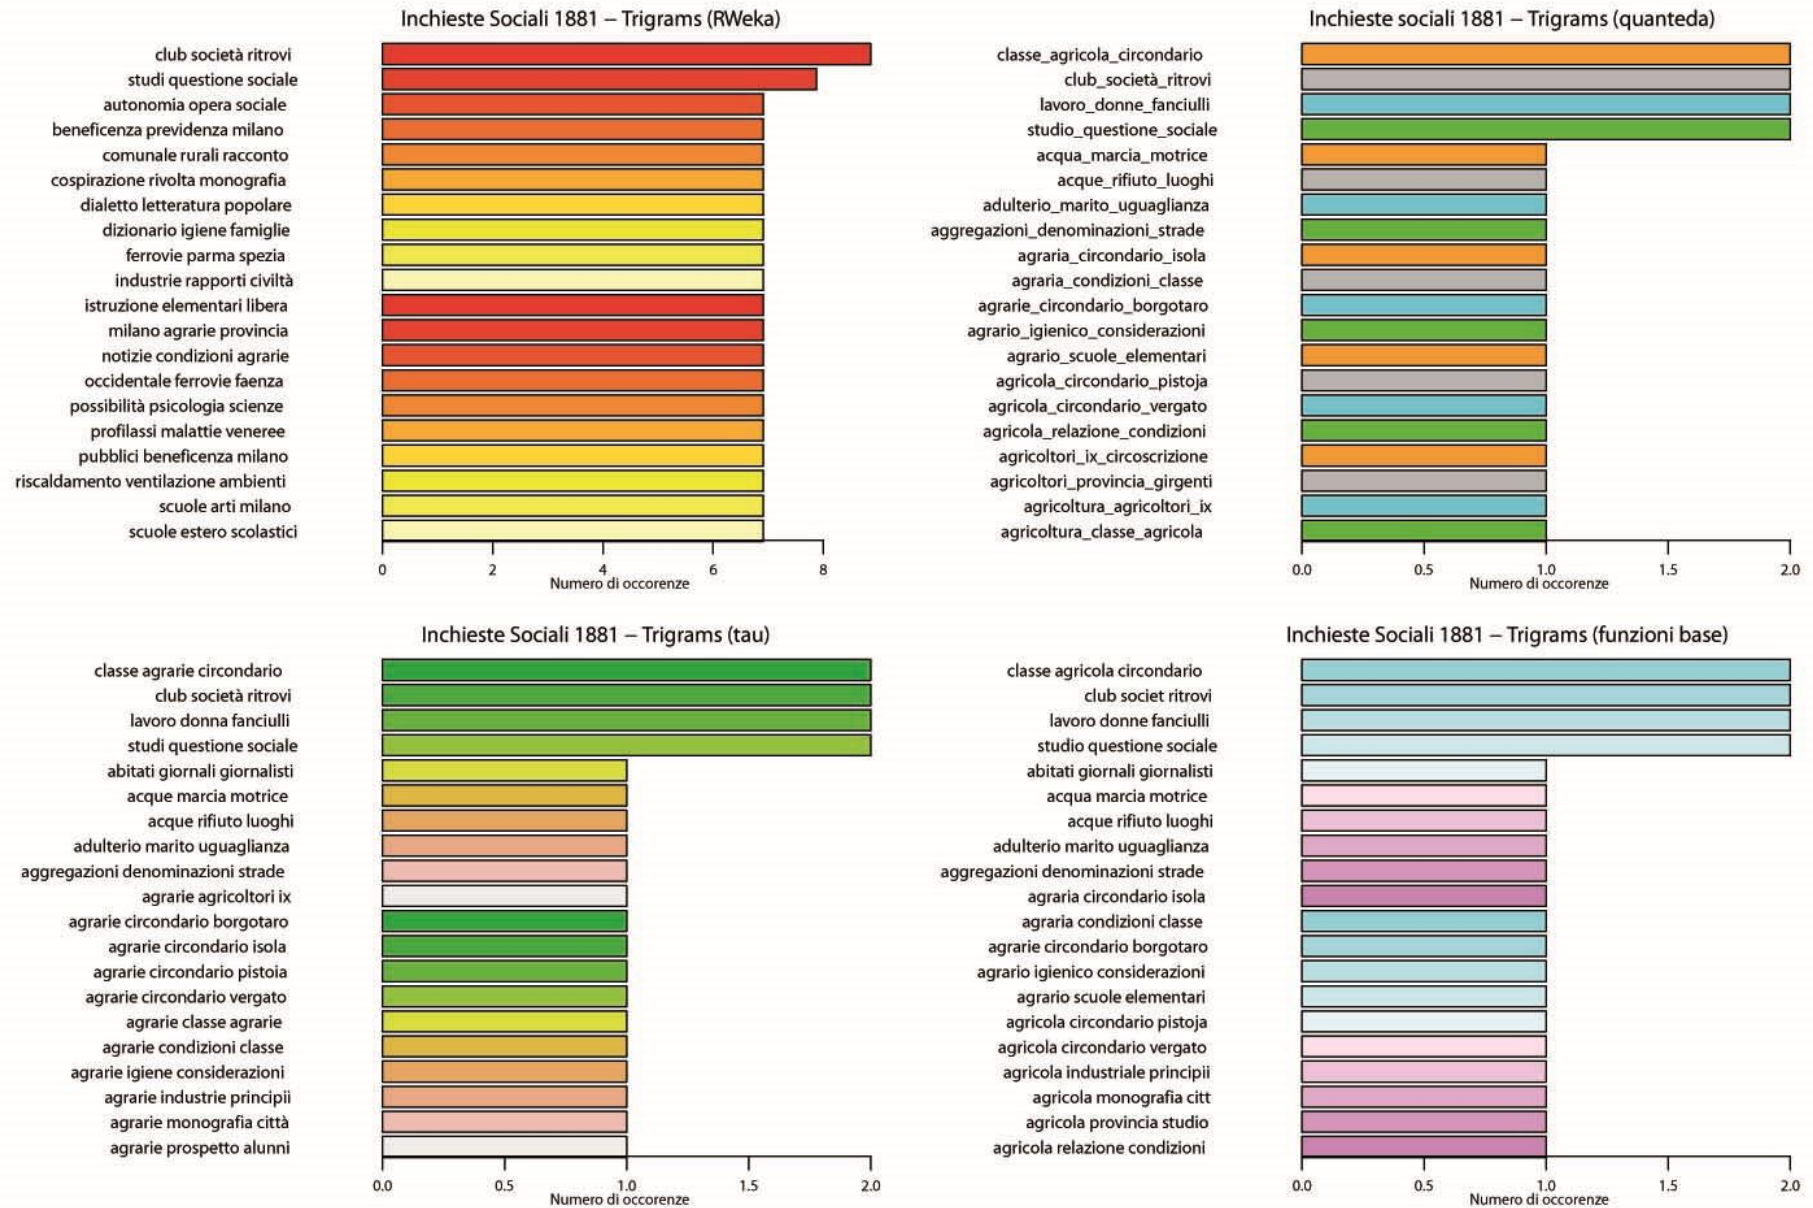 Inchieste Sociali 1881 – Trigrams (RWeka)
club società ritrovi
studi questione sociale
autonomia opera sociale
beneficenza previdenza milano
comunale rurali racconto
cospirazione rivolta monografia
dialetto letteratura popolare
dizionario igiene famiglie
ferrovie parma spezia
industrie rapporti civiltà
istruzione elementari libera
milano agrarie provincia
notizie condizioni agrarie
occidentale ferrovie faenza
possibilità psicologia scienze
profilassi malattie veneree
pubblici beneficenza milano
riscaldamento ventilazione ambienti
scuole arti milano
scuole estero scolastici
0 2 4 6 8
Numero di occorenze
Inchieste sociali 1881 – Trigrams (quanteda)
classe_agricola_circondario
club_società_ritrovi
lavoro_donne_fanciulli
studio_questione_sociale
acqua_marcia_motrice
acque_rifiuto_luoghi
adulterio_marito_uguaglianza
aggregazioni_denominazioni_strade
agraria_circondario_isola
agraria_condizioni_classe
agrarie_circondario_borgotaro
agrario_igienico_considerazioni
agrario_scuole_elementari
agricola_circondario_pistoja
agricola_circondario_vergato
agricola_relazione_condizioni
agricoltori_ix_circoscrizione
agricoltori_provincia_girgenti
agricoltura_agricoltori_ix
agricoltura_classe_agricola
0.0 0.5 1.0 1.5 2.0
Numero di occorenze
Inchieste Sociali 1881 – Trigrams (tau)
classe agrarie circondario
club società ritrovi
lavoro donna fanciulli
studi questione sociale
abitati giornali giornalisti
acque marcia motrice
acque rifiuto luoghi
adulterio marito uguaglianza
aggregazioni denominazioni strade
agrarie agricoltori ix
agrarie circondario borgotaro
agrarie circondario isola
agrarie circondario pistoia
agrarie circondario vergato
agrarie classe agrarie
agrarie condizioni classe
agrarie igiene considerazioni
agrarie industrie principii
agrarie monografia città
agrarie prospetto alunni
0.0 0.5 1.0 1.5 2.0
Numero di occorenze
Inchieste Sociali 1881 – Trigrams (funzioni base)
classe agricola circondario
club societ ritrovi
lavoro donne fanciulli
studio questione sociale
abitati giornali giornalisti
acqua marcia motrice
acque rifiuto luoghi
adulterio marito uguaglianza
aggregazioni denominazioni strade
agraria circondario isola
agraria condizioni classe
agrarie circondario borgotaro
agrario igienico considerazioni
agrario scuole elementari
agricola circondario pistoja
agricola circondario vergato
agricola industriale principii
agricola monografia citt
agricola provincia studio
agricola relazione condizioni
0.0 0.5 1.0 1.5 2.0
Numero di occorenze